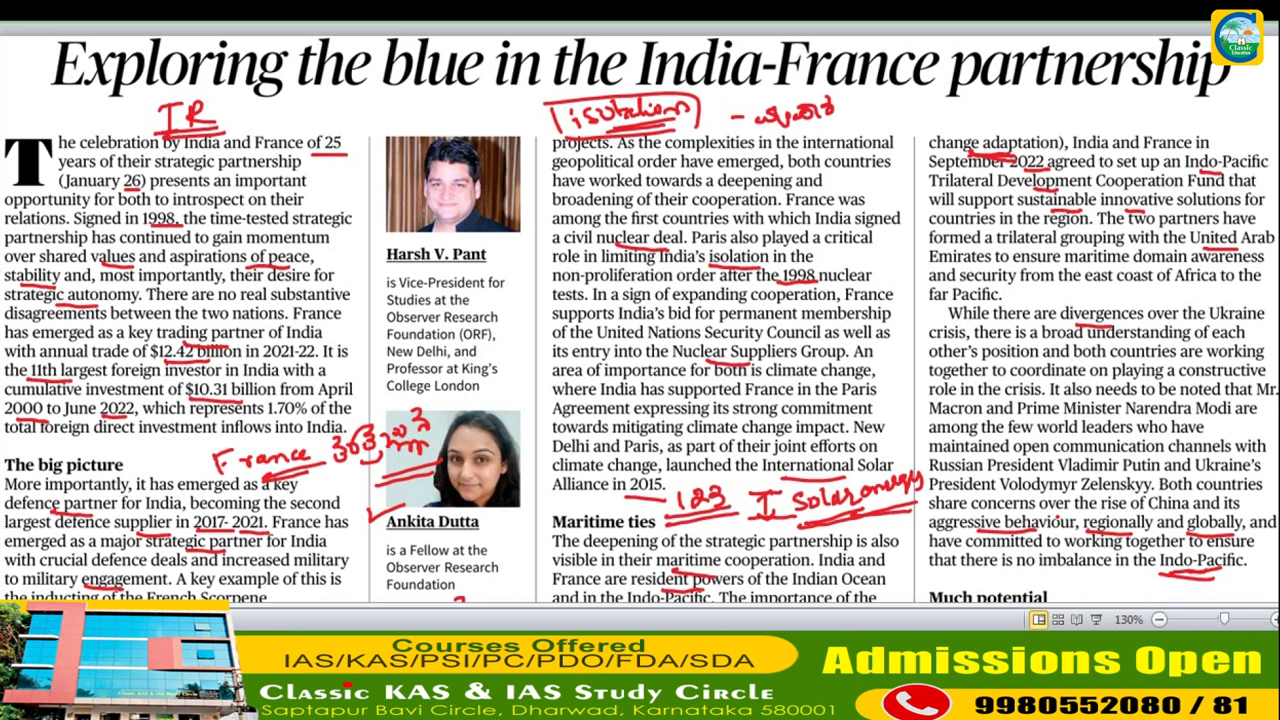 Exploring the blue in the India-France partnership
IR
The celebration by India and France of 25
years of their strategic partnership
(January 26) presents an important
opportunity for both to introspect on their
relations. Signed in 1998, the time-tested strategic
partnership has continued to gain momentum
over shared values and aspirations of peace,
stability and, most importantly, their desire for
strategic autonomy. There are no real substantive
disagreements between the two nations. France
has emerged as a key trading partner of India
with annual trade of $12.42 billion in 2021-22. It is
the 11th largest foreign investor in India with a
cumulative investment of $10.31 billion from April
2000 to June 2022, which represents 1.70% of the
total foreign direct investment inflows into India.
France
The big picture
More importantly, it has emerged as a key
defence partner for India, becoming the second
largest defence supplier in 2017- 2021. France has
emerged as a major strategic partner for India
with crucial defence deals and increased military
to military engagement. A key example of this is
the inducting of the French Scorpene
Harsh V. Pant
is Vice-President for
Studies at the
Observer Research
Foundation (ORF),
New Delhi, and
Professor at King's
College London
Ankita Dutta
is a Fellow at the
Observer Research
Foundation
isolation
projects. As the complexities in the international
geopolitical order have emerged, both countries
have worked towards a deepening and
broadening of their cooperation. France was
among the first countries with which India signed
a civil nuclear deal. Paris also played a critical
role in limiting India's isolation in the
non-proliferation order after the 1998 nuclear
tests. In a sign of expanding cooperation, France
supports India's bid for permanent membership
of the United Nations Security Council as well as
its entry into the Nuclear Suppliers Group. An
area of importance for both is climate change,
where India has supported France in the Paris
Agreement expressing its strong commitment
towards mitigating climate change impact. New
Delhi and Paris, as part of their joint efforts on
climate change, launched the International Solar
Alliance in 2015.
123 I Solar energy
Maritime ties
The deepening of the strategic partnership is also
visible in their maritime cooperation. India and
France are resident powers of the Indian Ocean
and in the Indo-Pacific. The importance of the
change adaptation), India and France in
September 2022 agreed to set up an Indo-Pacific
Trilateral Development Cooperation Fund that
will support sustainable innovative solutions for
countries in the region. The two partners have
formed a trilateral grouping with the United Arab
Emirates to ensure maritime domain awareness
and security from the east coast of Africa to the
far Pacific.
While there are divergences over the Ukraine
crisis, there is a broad understanding of each
other's position and both countries are working
together to coordinate on playing a constructive
role in the crisis. It also needs to be noted that Mr.
Macron and Prime Minister Narendra Modi are
among the few world leaders who have
maintained open communication channels with
Russian President Vladimir Putin and Ukraine's
President Volodymyr Zelenskyy. Both countries
share concerns over the rise of China and its
aggressive behaviour, regionally and globally, and
have committed to working together to ensure
that there is no imbalance in the Indo-Pacific.
Much potential
130%
Classic
Education
Courses Offered
IAS/KAS/PSI/PC/PDO/FDA/SDA
Classic KAS & IAS Study Circle
Saptapur Bavi Circle, Dharwad, Karnataka 580001
Admissions Open
9980552080 / 81